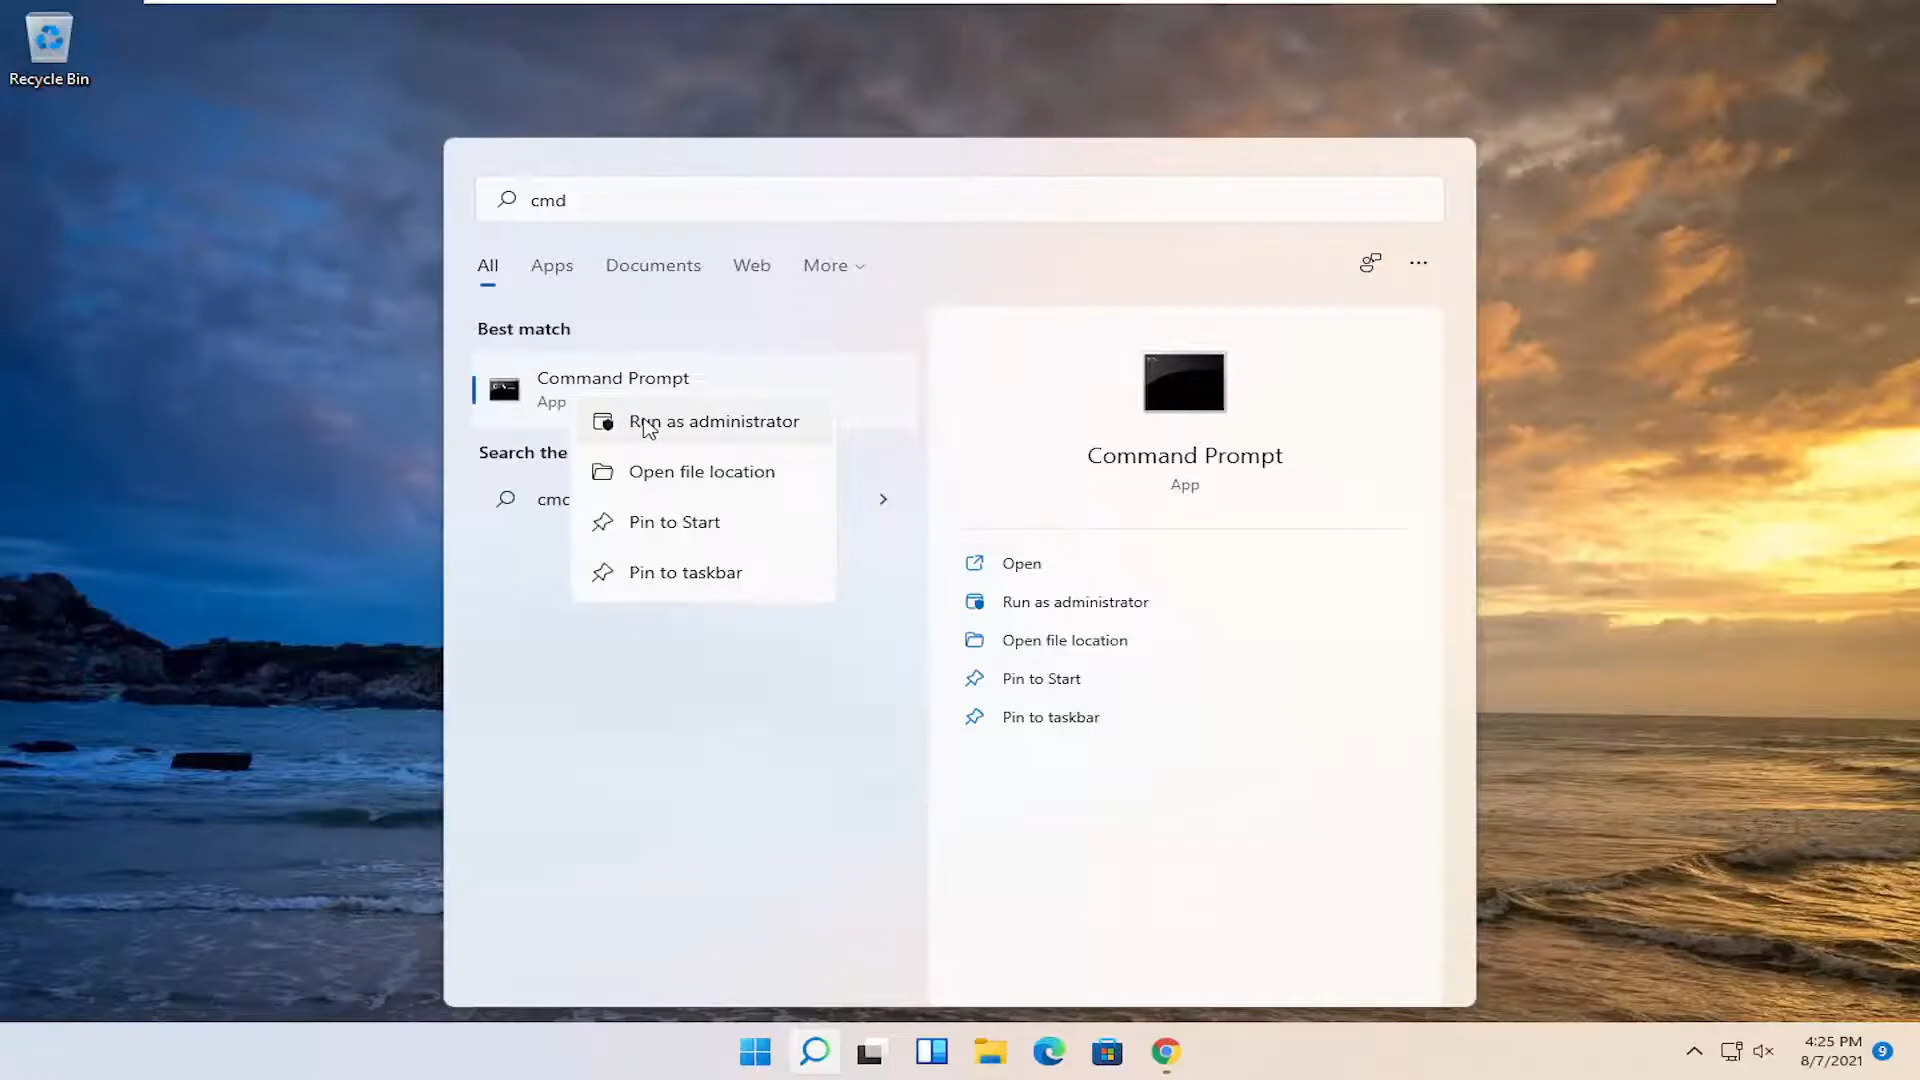 Recycle Bin
cmd
All Apps Documents Web More
Best match
Command Prompt
App
Run as administrator
Open file location
Pin to Start
Pin to taskbar
Search the
cmd
Command Prompt
App
Open
Run as administrator
Open file location
Pin to Start
Pin to taskbar
4:25 PM
8/7/2021
9